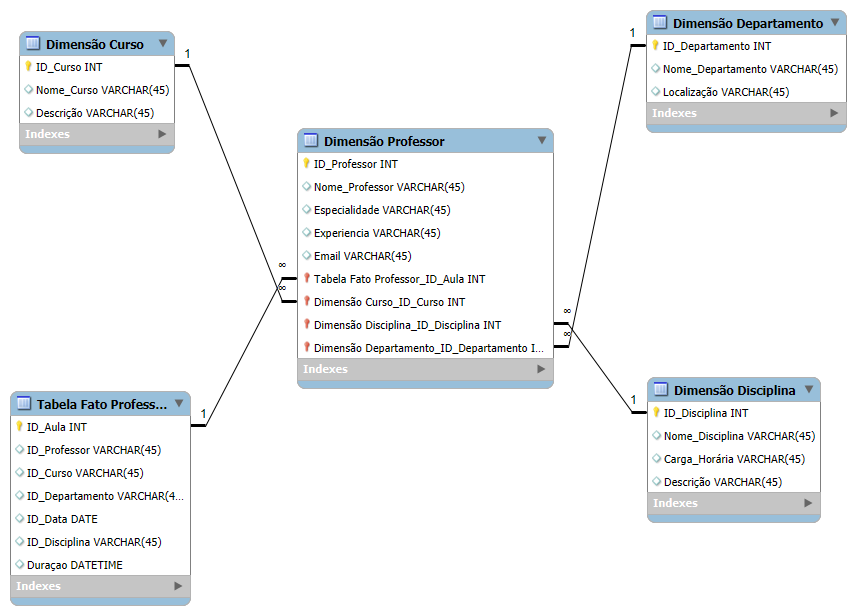 Dimensão Curso
ID_Curso INT
Nome_Curso VARCHAR(45)
Descrição VARCHAR(45)
Indexes
1
Dimensão Departamento
ID_Departamento INT
Nome_Departamento VARCHAR(45)
Localização VARCHAR(45)
Indexes
1
Dimensão Professor
ID_Professor INT
Nome_Professor VARCHAR(45)
Especialidade VARCHAR(45)
Experiencia VARCHAR(45)
Email VARCHAR(45)
Tabela Fato Professor_ID_Aula INT
Dimensão Curso_ID_Curso INT
Dimensão Disciplina_ID_Disciplina INT
Dimensão Departamento_ID_Departamento I...
Indexes
∞
∞
∞
∞
Tabela Fato Profess...
ID_Aula INT
ID_Professor VARCHAR(45)
ID_Curso VARCHAR(45)
ID_Departamento VARCHAR(4...
ID_Data DATE
ID_Disciplina VARCHAR(45)
Duraçao DATETIME
Indexes
1
Dimensão Disciplina
ID_Disciplina INT
Nome_Disciplina VARCHAR(45)
Carga_Horária VARCHAR(45)
Descrição VARCHAR(45)
Indexes
1